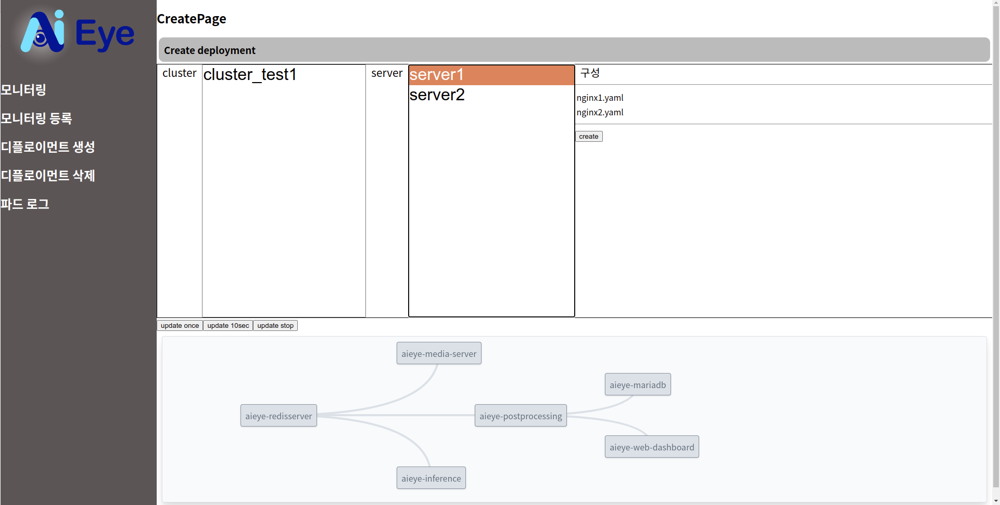 Ai Eye
모니터링
모니터링 등록
디플로이먼트 생성
디플로이먼트 삭제
파드 로그
CreatePage
Create deployment
cluster
cluster_test1
server
server1
server2
구성
nginx1.yaml
nginx2.yaml
create
update once
update 10sec
update stop
aieye-media-server
aieye-mariadb
aieye-redisserver
aieye-postprocessing
aieye-web-dashboard
aieye-inference